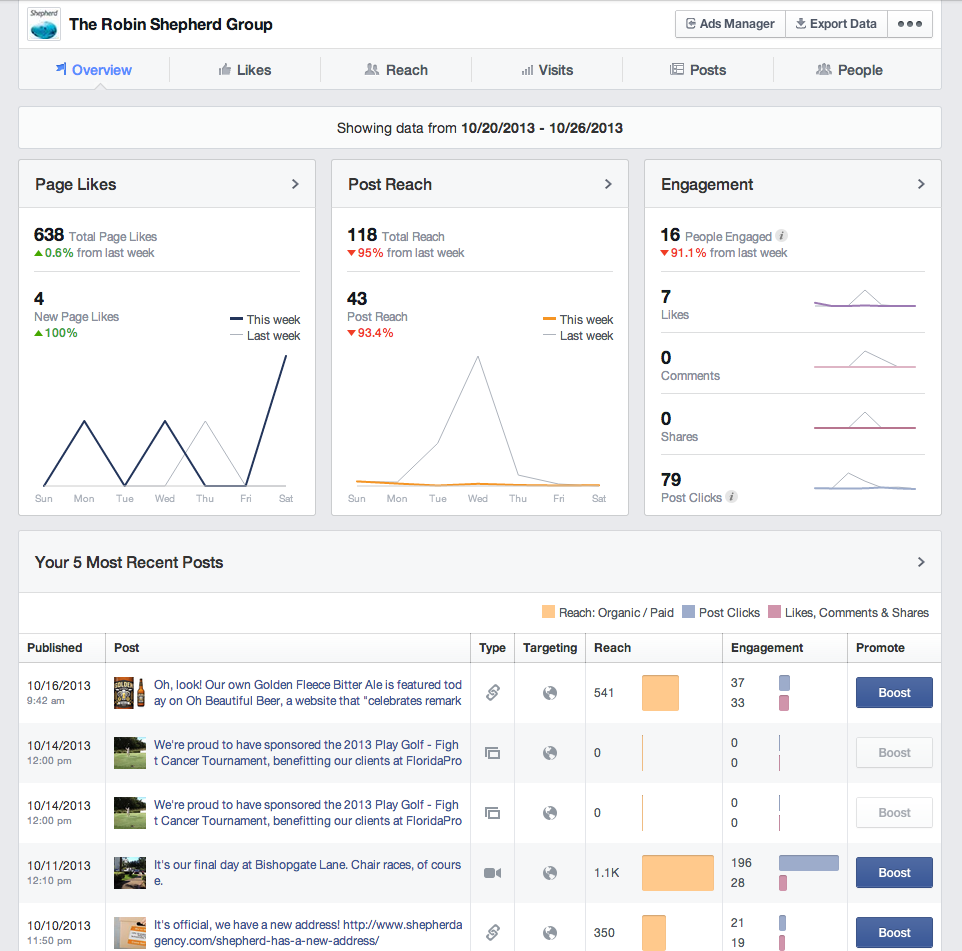 Shepherd
The Robin Shepherd Group
Ads Manager
Export Data
Overview
Likes
Reach
Visits
Posts
People
Showing data from 10/20/2013 - 10/26/2013
Page Likes
638 Total Page Likes
0.6% from last week
4
New Page Likes
100%
This week
Last week
Sun Mon Tue Wed Thu Fri Sat
Post Reach
118 Total Reach
95% from last week
43
Post Reach
93.4%
This week
Last week
Sun Mon Tue Wed Thu Fri Sat
Engagement
16 People Engaged i
91.1% from last week
7
Likes
0
Comments
0
Shares
79
Post Clicks i
Your 5 Most Recent Posts
Reach: Organic / Paid Post Clicks Likes, Comments & Shares
Published Post Type Targeting Reach Engagement Promote
10/16/2013
9:42 am
Oh, look! Our own Golden Fleece Bitter Ale is featured tod
ay on Oh Beautiful Beer, a website that "celebrates remark
541
37
33
Boost
10/14/2013
12:00 pm
We're proud to have sponsored the 2013 Play Golf - Figh
t Cancer Tournament, benefitting our clients at FloridaPro
0
0
0
Boost
10/14/2013
12:00 pm
We're proud to have sponsored the 2013 Play Golf - Figh
t Cancer Tournament, benefitting our clients at FloridaPro
0
0
0
Boost
10/11/2013
12:10 pm
It's our final day at Bishopgate Lane. Chair races, of cours
e.
1.1K
196
28
Boost
10/10/2013
11:50 pm
It's official, we have a new address! http://www.shepherda
gency.com/shepherd-has-a-new-address/
350
21
19
Boost